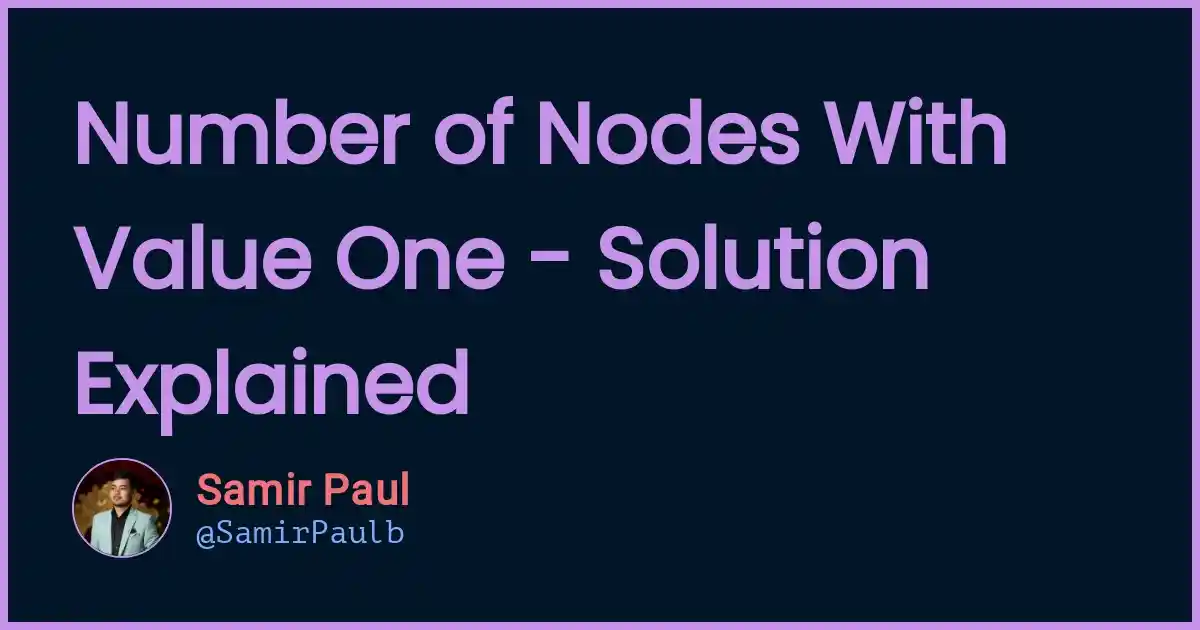 Number of Nodes With
Value One - Solution
Explained
Samir Paul
@SamirPaulb